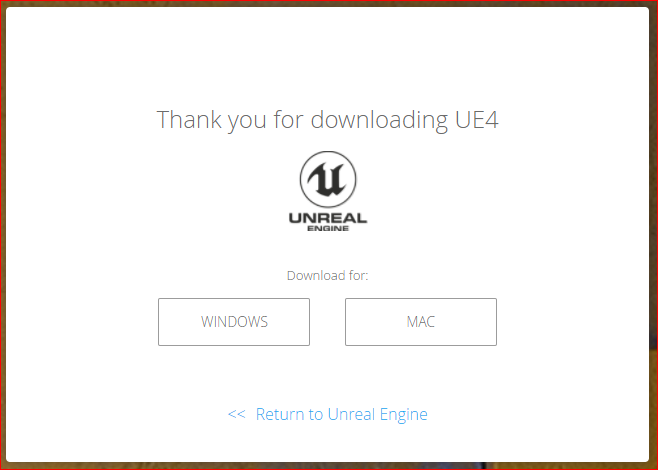 Thank you for downloading UE4
UNREAL
ENGINE
Download for:
WINDOWS MAC
<< Return to Unreal Engine